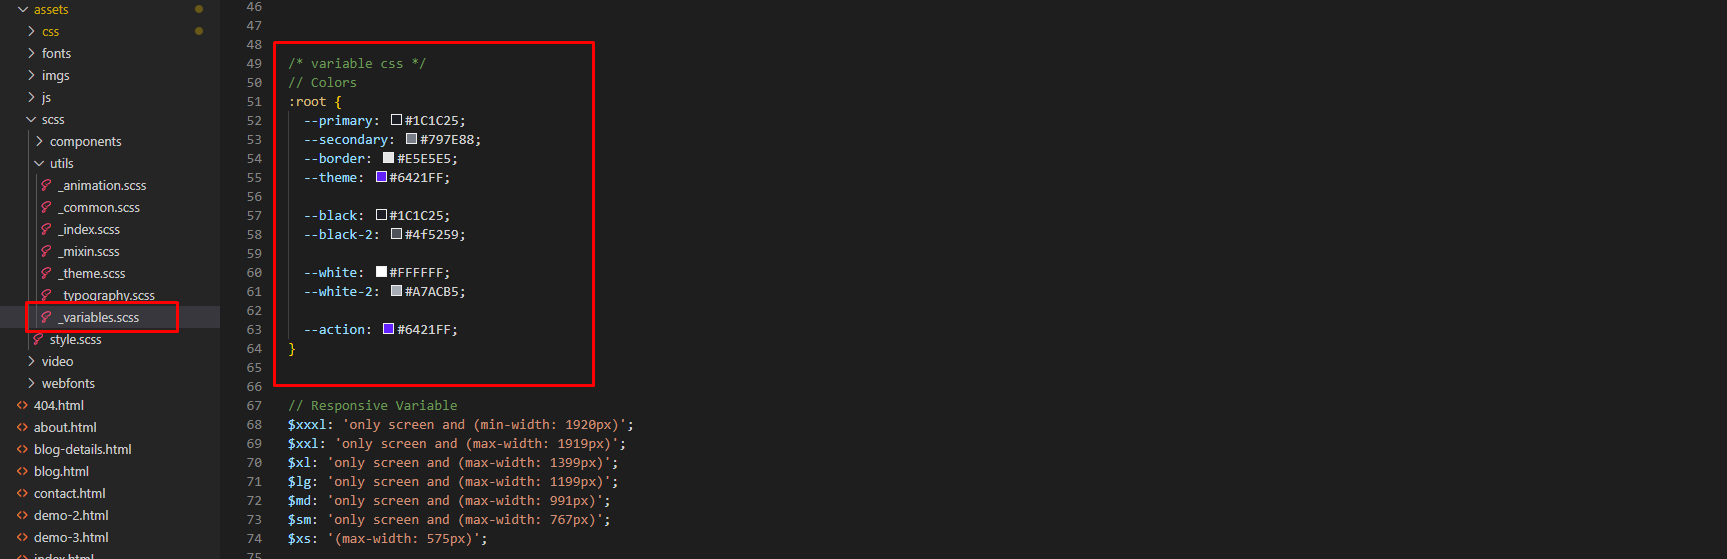 assets
css
fonts
imgs
js
scss
components
utils
_animation.scss
_common.scss
_index.scss
_mixin.scss
_theme.scss
_typography.scss
_variables.scss
style.scss
video
webfonts
404.html
about.html
blog-details.html
blog.html
contact.html
demo-2.html
demo-3.html
index.html
46
47
48
49 /* variable css */
50 // Colors
51 :root {
52 --primary: #1C1C25;
53 --secondary: #797E88;
54 --border: #E5E5E5;
55 --theme: #6421FF;
56
57 --black: #1C1C25;
58 --black-2: #4f5259;
59
60 --white: #FFFFFF;
61 --white-2: #A7ACB5;
62
63 --action: #6421FF;
64 }
65
66
67 // Responsive Variable
68 $xxxl: 'only screen and (min-width: 1920px)';
69 $xxl: 'only screen and (max-width: 1919px)';
70 $xl: 'only screen and (max-width: 1399px)';
71 $lg: 'only screen and (max-width: 1199px)';
72 $md: 'only screen and (max-width: 991px)';
73 $sm: 'only screen and (max-width: 767px)';
74 $xs: '(max-width: 575px)';
75